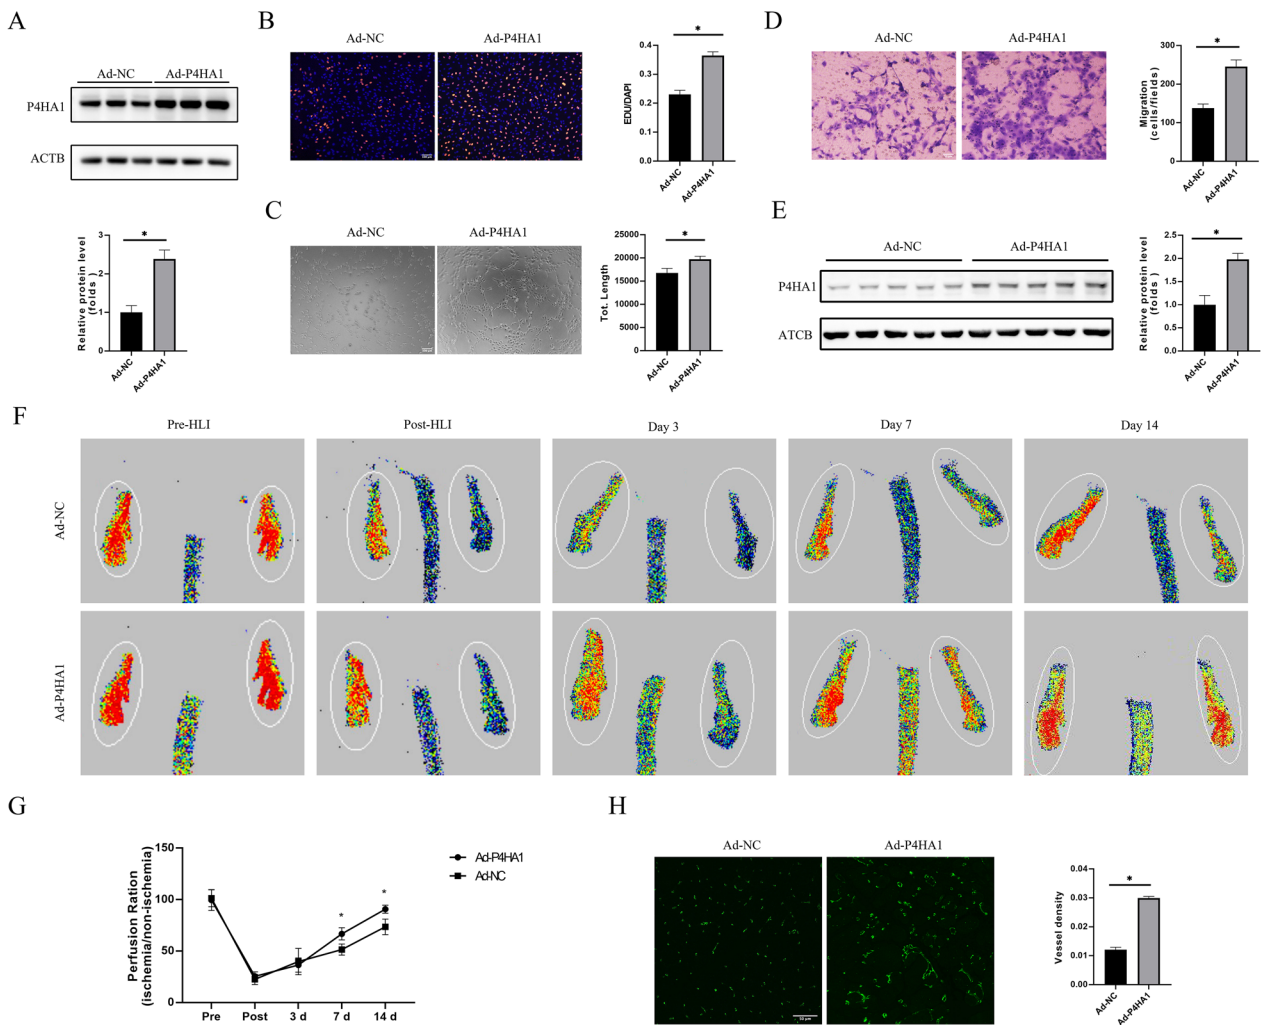 A
Ad-NC Ad-P4HA1
P4HA1
ACTB
Relative protein level
(folds )
3
2
1
0
*
Ad-NC
Ad-P4HA1
B
Ad-NC Ad-P4HA1
EDU/DAPI
0.4
0.3
0.2
0.1
0.0
*
Ad-NC
Ad-P4HA1
C
Ad-NC Ad-P4HA1
Tot. Length
25000
20000
15000
10000
5000
0
*
Ad-NC
Ad-P4HA1
D
Ad-NC Ad-P4HA1
Migration
(cells/fields)
300
200
100
0
*
Ad-NC
Ad-P4HA1
E
Ad-NC Ad-P4HA1
P4HA1
ATCB
Relative protein level
(folds)
2.5
2.0
1.5
1.0
0.5
0.0
*
Ad-NC
Ad-P4HA1
F
Pre-HLI Post-HLI Day 3 Day 7 Day 14
Ad-NC
Ad-P4HA1
G
Perfusion Ration
(ischemia/non-ischemia)
150
100
50
0
* *
Pre Post 3 d 7 d 14 d
Ad-P4HA1
Ad-NC
H
Ad-NC Ad-P4HA1
50 μm
Vessel density
0.04
0.03
0.02
0.01
0.00
*
Ad-NC
Ad-P4HA1